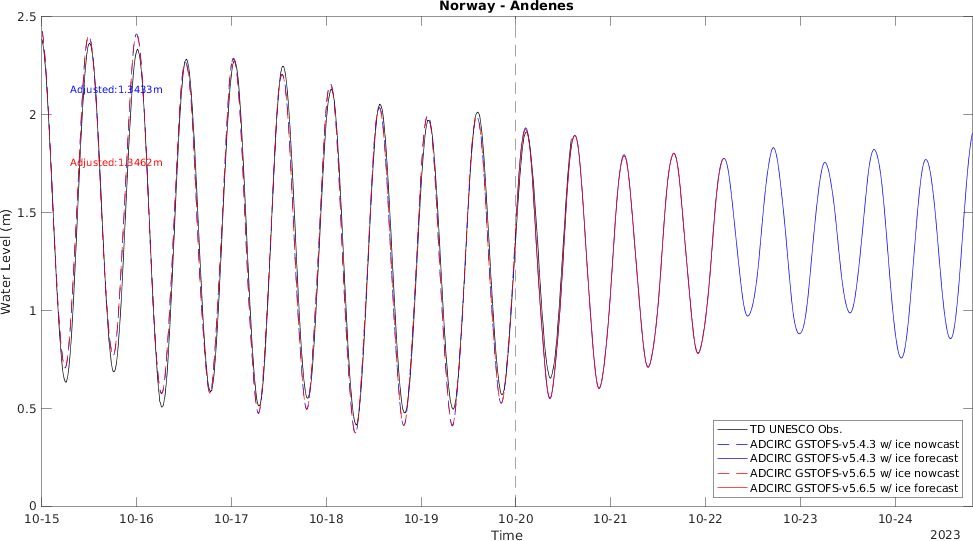 Norway - Andenes
2.5
2
1.5
1
0.5
0
Water Level (m)
Adjusted:1.3433m
Adjusted:1.3462m
TD UNESCO Obs.
ADCIRC GSTOFS-v5.4.3 w/ ice nowcast
ADCIRC GSTOFS-v5.4.3 w/ ice forecast
ADCIRC GSTOFS-v5.6.5 w/ ice nowcast
ADCIRC GSTOFS-v5.6.5 w/ ice forecast
10-15 10-16 10-17 10-18 10-19 10-20 10-21 10-22 10-23 10-24
Time
2023